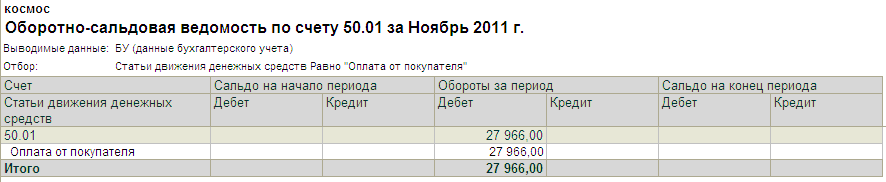 космос
Оборотно-сальдовая ведомость по счету 50.01 за Ноябрь 2011 г.
Выводимые данные: БУ (данные бухгалтерского учета)
Отбор: Статьи движения денежных средств Равно "Оплата от покупателя"
Счет Сальдо на начало периода Обороты за период Сальдо на конец периода
Статьи движения денежных средств Дебет Кредит Дебет Кредит Дебет Кредит
50.01 27 966,00
Оплата от покупателя 27 966,00
Итого 27 966,00